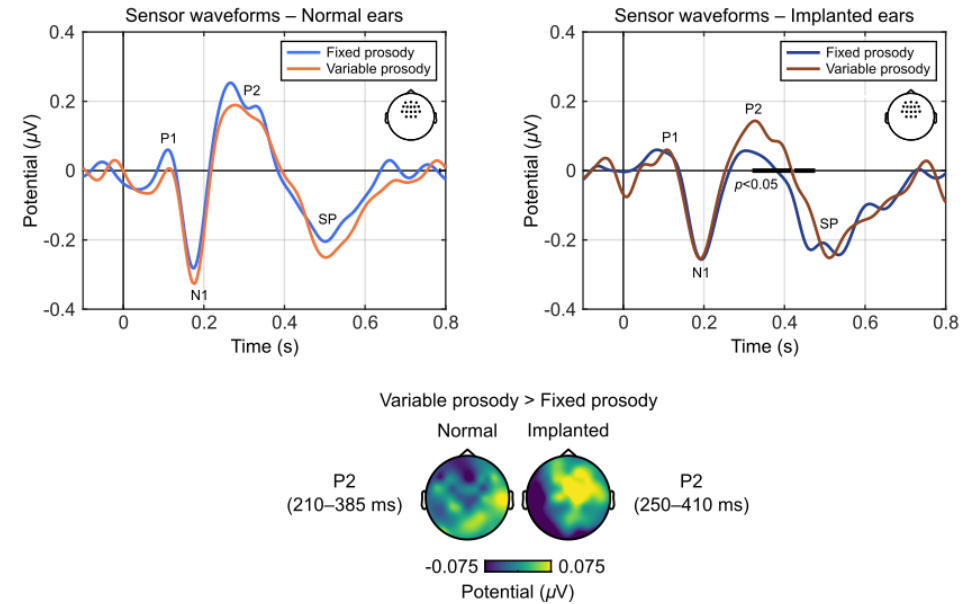 Sensor waveforms – Normal ears
0.4
0.2
0
-0.2
-0.4
Potential (µV)
Fixed prosody
Variable prosody
P1
P2
N1
SP
0
0.2
0.4
0.6
0.8
Time (s)
Sensor waveforms – Implanted ears
0.4
0.2
0
-0.2
-0.4
Potential (µV)
Fixed prosody
Variable prosody
P1
P2
p<0.05
N1
SP
0
0.2
0.4
0.6
0.8
Time (s)
Variable prosody > Fixed prosody
Normal
Implanted
P2
(210–385 ms)
P2
(250–410 ms)
-0.075
0.075
Potential (µV)